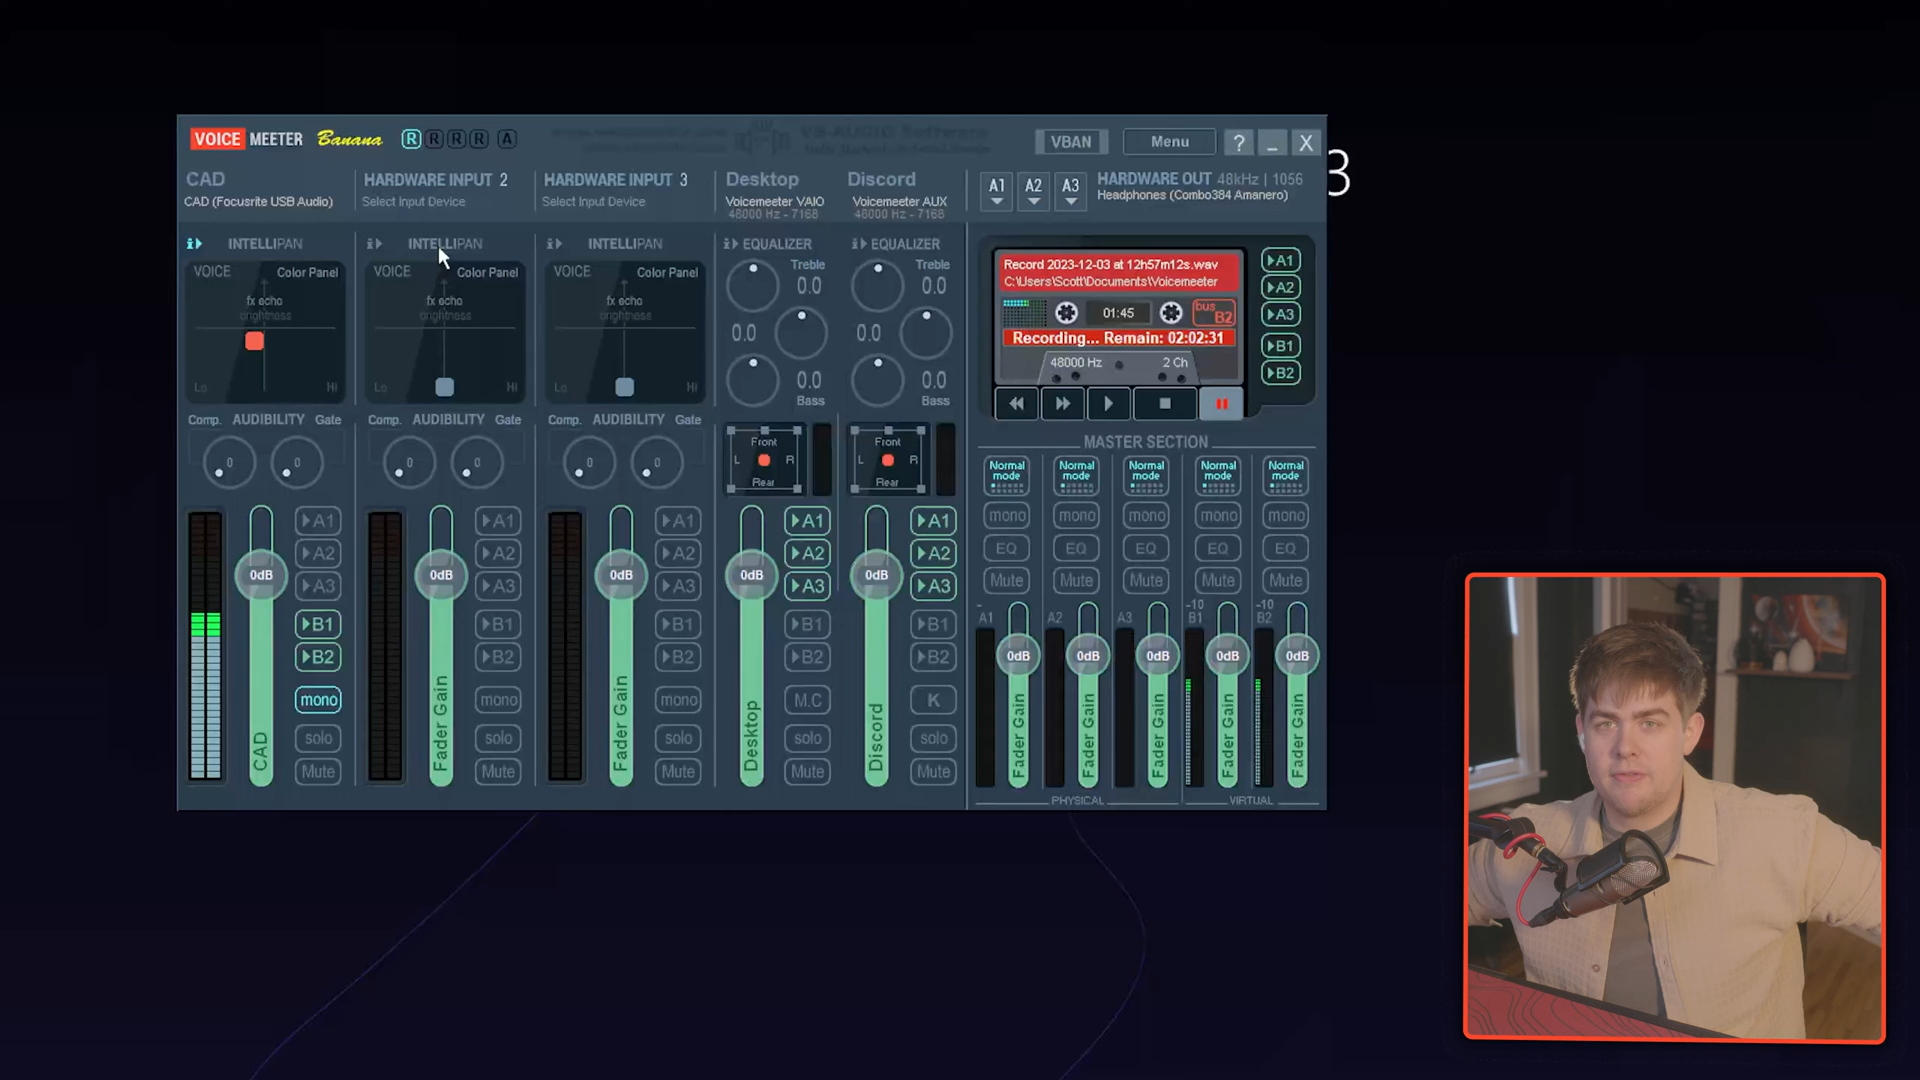 VOICE MEETER Banana R R R R A
VBAN Menu ? _ X
CAD
CAD (Focusrite USB Audio)
HARDWARE INPUT 2
Select Input Device
HARDWARE INPUT 3
Select Input Device
Desktop
Voicemeeter VAIO
48000 Hz - 7168
Discord
Voicemeeter AUX
48000 Hz - 7168
A1 A2 A3
HARDWARE OUT 48kHz | 1056
Headphones (Combo384 Amanero)
3
INTELLIPAN
VOICE Color Panel
fx echo
brightness
Lo Hi
INTELLIPAN
VOICE Color Panel
fx echo
brightness
Lo Hi
INTELLIPAN
VOICE Color Panel
fx echo
brightness
Lo Hi
EQUALIZER
Treble
0.0
0.0
0.0
Bass
EQUALIZER
Treble
0.0
0.0
0.0
Bass
Record 2023-12-03 at 12h57m12s.wav
C:\Users\Scott\Documents\Voicemeeter
01:45
bus B2
Recording... Remain: 02:02:31
48000 Hz 2 Ch
A1
A2
A3
B1
B2
Comp. AUDIBILITY Gate
0 0
Comp. AUDIBILITY Gate
0 0
Comp. AUDIBILITY Gate
0 0
Front
L R
Rear
Front
L R
Rear
A1
A2
A3
B1
B2
mono
solo
Mute
0dB
CAD
A1
A2
A3
B1
B2
mono
solo
Mute
0dB
Fader Gain
A1
A2
A3
B1
B2
mono
solo
Mute
0dB
Fader Gain
A1
A2
A3
B1
B2
M.C
solo
Mute
0dB
Desktop
A1
A2
A3
B1
B2
K
solo
Mute
0dB
Discord
MASTER SECTION
Normal mode Normal mode Normal mode Normal mode Normal mode
mono mono mono mono mono
EQ EQ EQ EQ EQ
Mute Mute Mute Mute Mute
-10 -10
A1 A2 A3 B1 B2
0dB 0dB 0dB 0dB 0dB
Fader Gain Fader Gain Fader Gain Fader Gain Fader Gain
PHYSICAL VIRTUAL